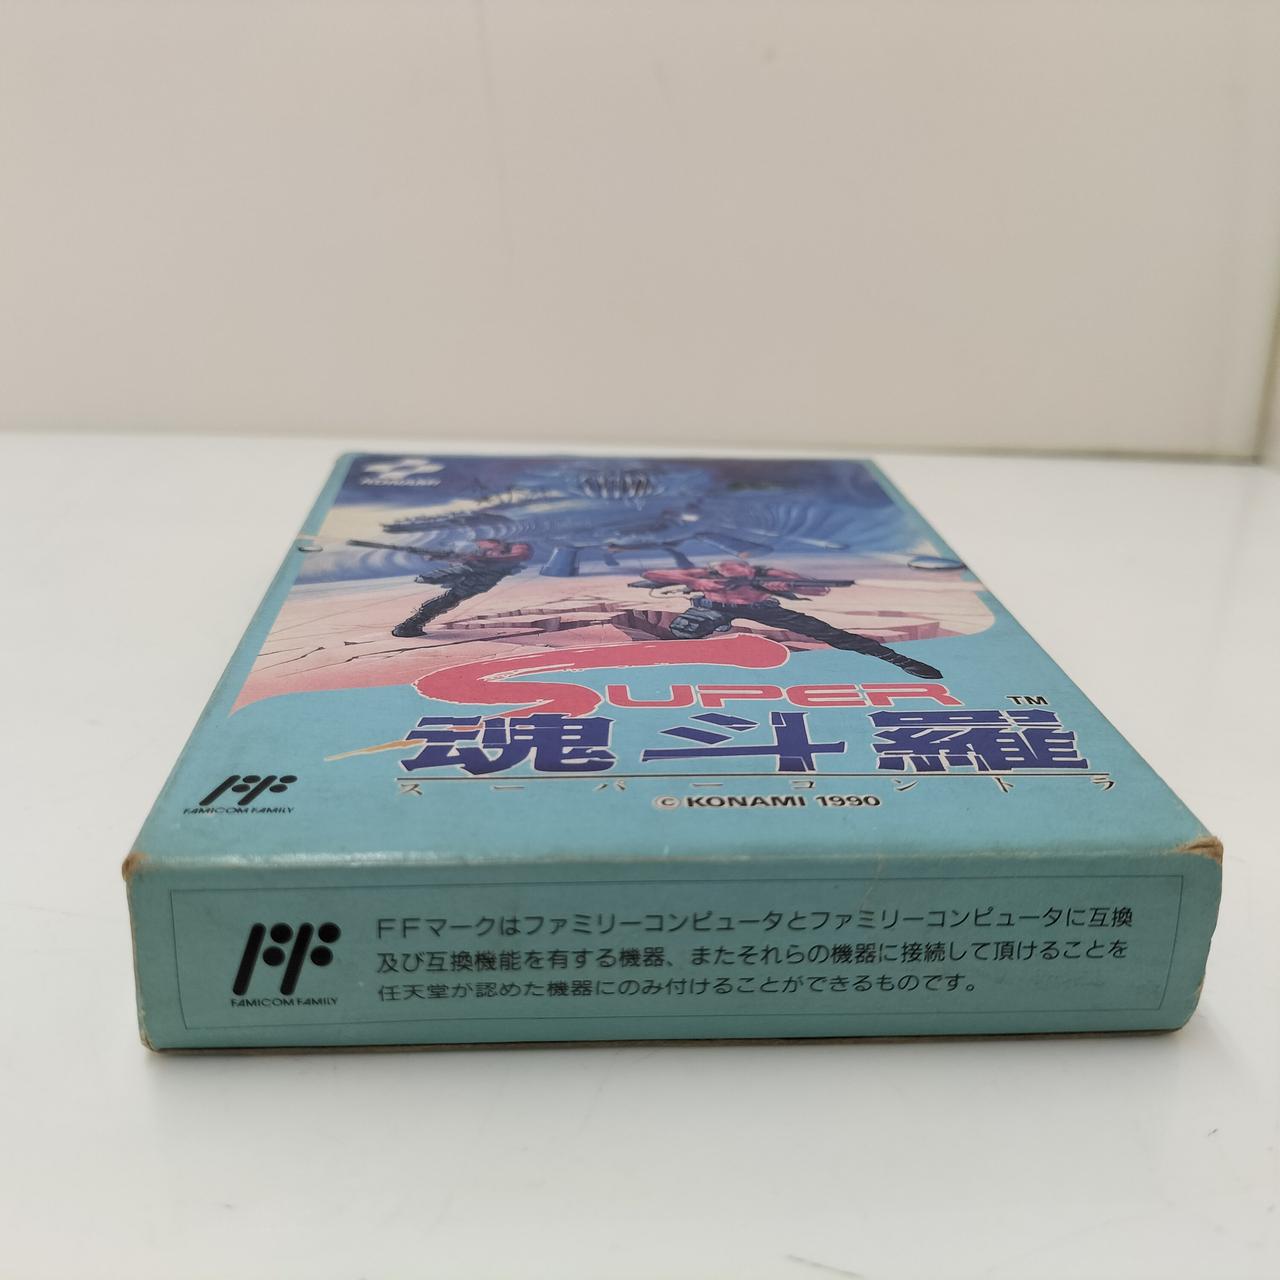 KONAMI
SUPER
TM
魂斗羅
スーパーコントラ
© KONAMI 1990
FF
FAMICOM FAMILY
FF
FAMICOM FAMILY
FFマークはファミリーコンピュータとファミリーコンピュータに互換
及び互換機能を有する機器、またそれらの機器に接続して頂けることを
任天堂が認めた機器にのみ付けることができるものです。